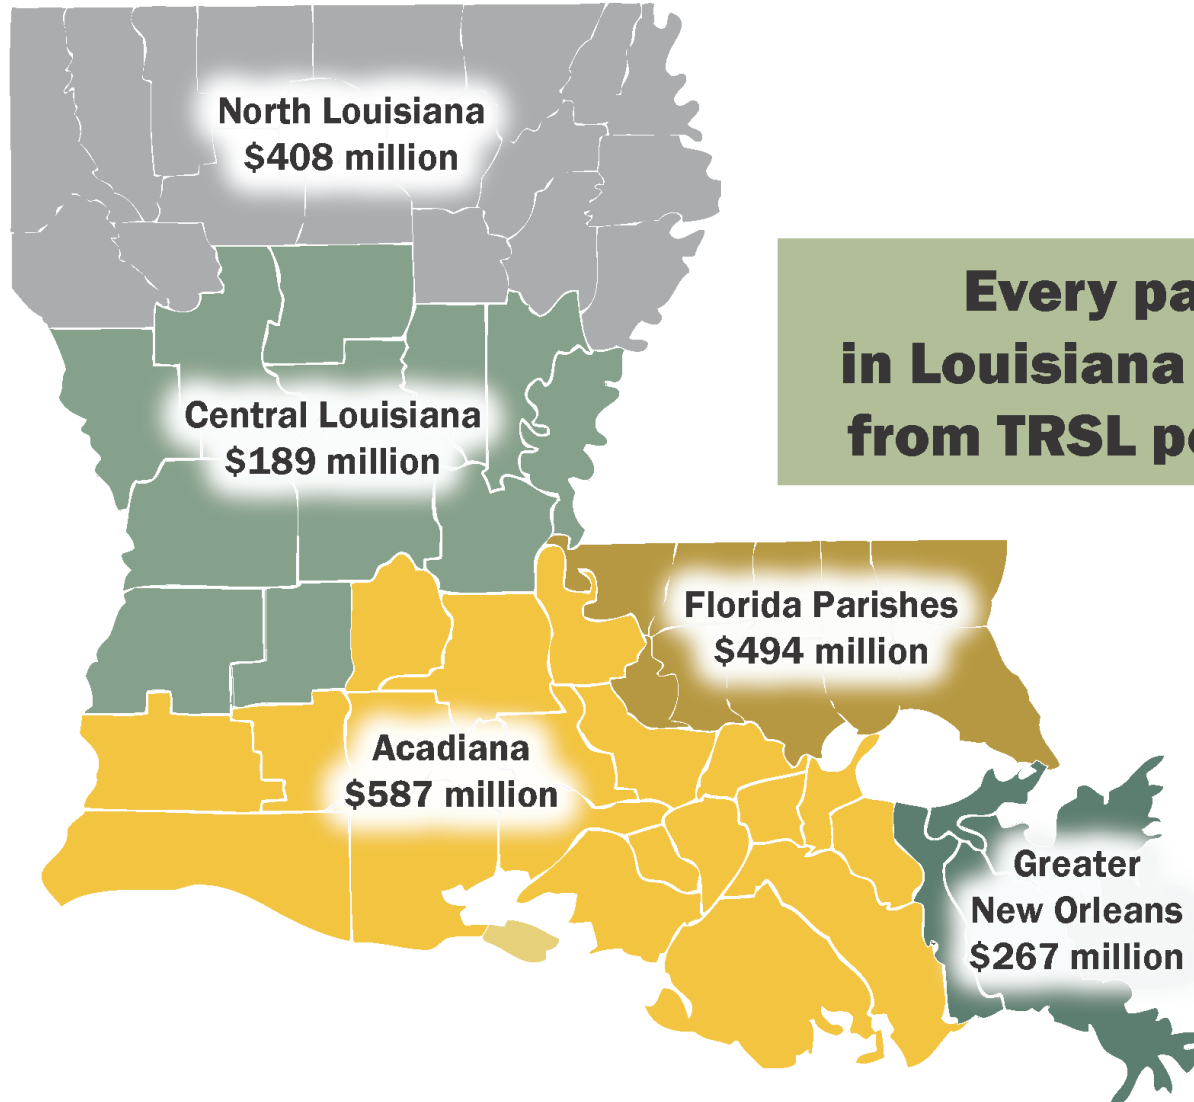 North Louisiana
$408 million
Every
in Louisiana
from TRSL
Central Louisiana
$189 million
Florida Parishes
$494 million
Acadiana
$587 million
Greater
New Orleans
$267 million